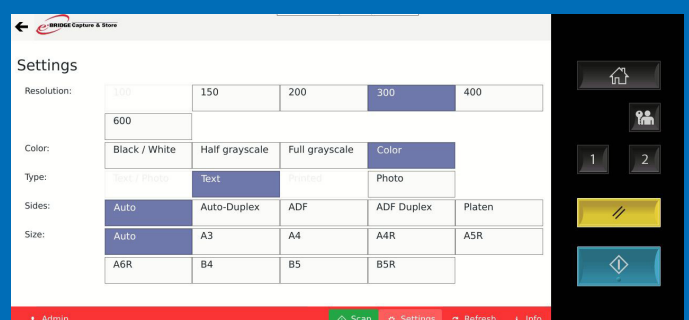 e-BRIDGE Capture & Store
Settings
Resolution: 100 150 200 300 400
600
Color: Black / White Half grayscale Full grayscale Color
Type: Text / Photo Text Printed Photo
Sides: Auto Auto-Duplex ADF ADF Duplex Platen
Size: Auto A3 A4 A4R A5R
A6R B4 B5 B5R
1 2
Admin Scan Settings Refresh Info